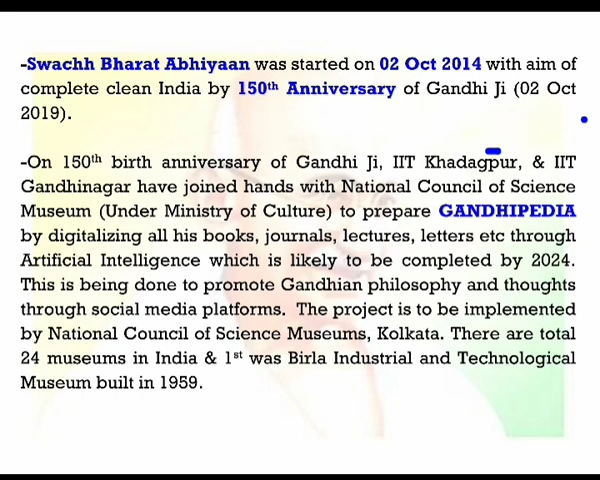 -Swachh Bharat Abhiyaan was started on 02 Oct 2014 with aim of
complete clean India by 150th Anniversary of Gandhi Ji (02 Oct
2019).
-On 150th birth anniversary of Gandhi Ji, IIT Khadagpur, & IIT
Gandhinagar have joined hands with National Council of Science
Museum (Under Ministry of Culture) to prepare GANDHIPEDIA
by digitalizing all his books, journals, lectures, letters etc through
Artificial Intelligence which is likely to be completed by 2024.
This is being done to promote Gandhian philosophy and thoughts
through social media platforms. The project is to be implemented
by National Council of Science Museums, Kolkata. There are total
24 museums in India & 1st was Birla Industrial and Technological
Museum built in 1959.